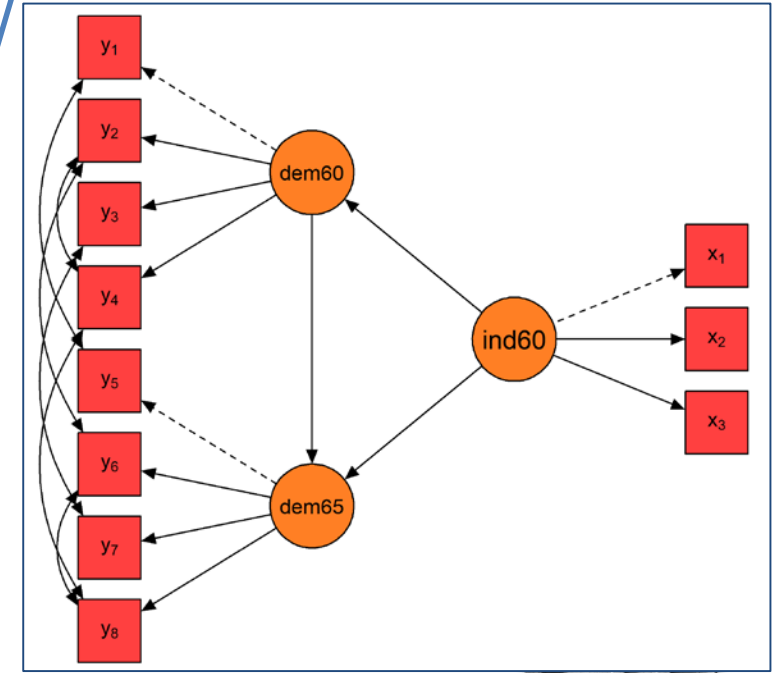 y₁
y₂
y₃
y₄
y₅
y₆
y₇
y₈
dem60
dem65
ind60
x₁
x₂
x₃